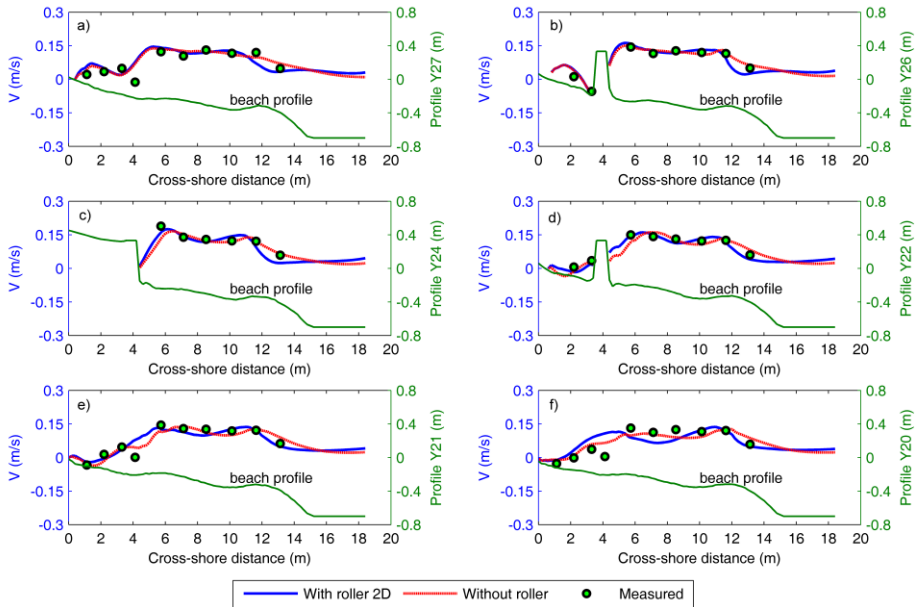 a)
V (m/s)
0.3
0.15
0
-0.15
-0.3
0.8
0.4
0
-0.4
-0.8
Profile Y27 (m)
beach profile
0 2 4 6 8 10 12 14 16 18 20
Cross-shore distance (m)
b)
V (m/s)
0.3
0.15
0
-0.15
-0.3
0.8
0.4
0
-0.4
-0.8
Profile Y26 (m)
beach profile
0 2 4 6 8 10 12 14 16 18 20
Cross-shore distance (m)
c)
V (m/s)
0.3
0.15
0
-0.15
-0.3
0.8
0.4
0
-0.4
-0.8
Profile Y24 (m)
beach profile
0 2 4 6 8 10 12 14 16 18 20
Cross-shore distance (m)
d)
V (m/s)
0.3
0.15
0
-0.15
-0.3
0.8
0.4
0
-0.4
-0.8
Profile Y22 (m)
beach profile
0 2 4 6 8 10 12 14 16 18 20
Cross-shore distance (m)
e)
V (m/s)
0.3
0.15
0
-0.15
-0.3
0.8
0.4
0
-0.4
-0.8
Profile Y21 (m)
beach profile
0 2 4 6 8 10 12 14 16 18 20
Cross-shore distance (m)
f)
V (m/s)
0.3
0.15
0
-0.15
-0.3
0.8
0.4
0
-0.4
-0.8
Profile Y20 (m)
beach profile
0 2 4 6 8 10 12 14 16 18 20
Cross-shore distance (m)
With roller 2D Without roller Measured